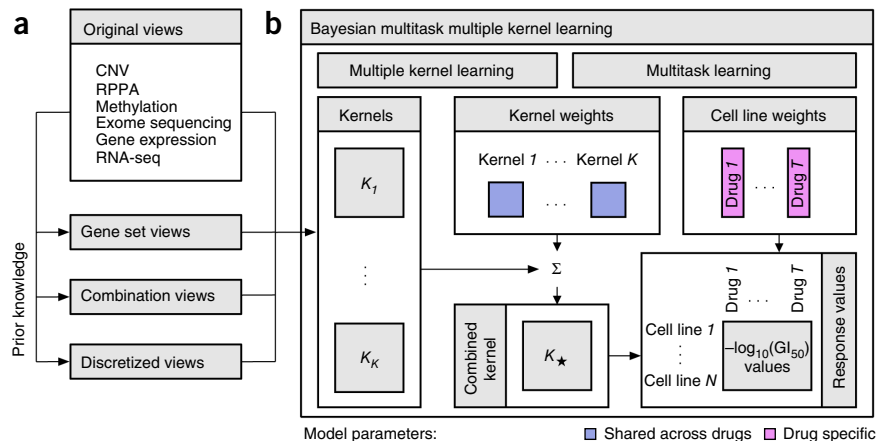 a
Original views
CNV
RPPA
Methylation
Exome sequencing
Gene expression
RNA-seq
Prior knowledge
Gene set views
Combination views
Discretized views
b
Bayesian multitask multiple kernel learning
Multiple kernel learning
Multitask learning
Kernels
K1
⋮
KK
Kernel weights
Kernel 1 . . . Kernel K
. . .
Σ
Combined
kernel
K★
Cell line weights
Drug 1 . . . Drug T
Drug 1 . . . Drug T
Cell line 1
⋮
Cell line N
–log10(GI50)
values
Response values
Model parameters:
Shared across drugs
Drug specific